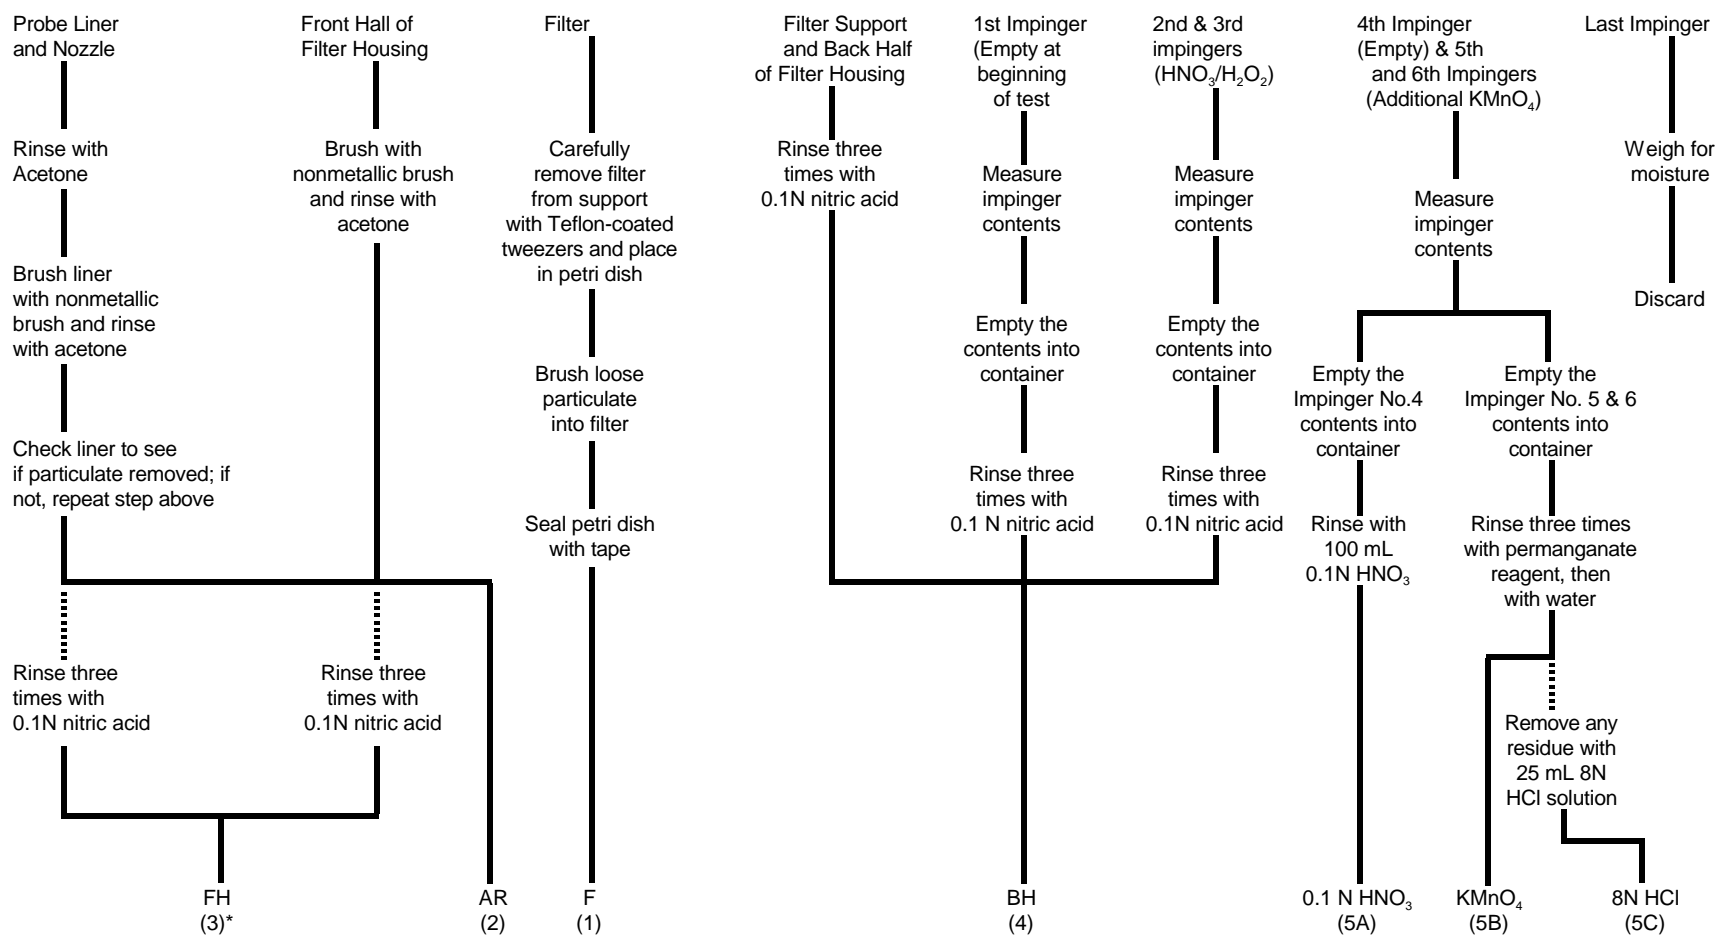 Probe Liner
and Nozzle
Rinse with
Acetone
Brush liner
with nonmetallic
brush and rinse
with acetone
Check liner to see
if particulate removed; if
not, repeat step above
Rinse three
times with
0.1N nitric acid
Front Hall of
Filter Housing
Brush with
nonmetallic brush
and rinse with
acetone
Rinse three
times with
0.1N nitric acid
FH
(3)*
AR
(2)
Filter
Carefully
remove filter
from support
with Teflon-coated
tweezers and place
in petri dish
Brush loose
particulate
into filter
Seal petri dish
with tape
F
(1)
Filter Support
and Back Half
of Filter Housing
Rinse three
times with
0.1N nitric acid
1st Impinger
(Empty at
beginning
of test
Measure
impinger
contents
Empty the
contents into
container
Rinse three
times with
0.1 N nitric acid
2nd & 3rd
impingers
(HNO₃/H₂O₂)
Measure
impinger
contents
Empty the
contents into
container
Rinse three
times with
0.1N nitric acid
BH
(4)
4th Impinger
(Empty) & 5th
and 6th Impingers
(Additional KMnO₄)
Measure
impinger
contents
Empty the
Impinger No.4
contents into
container
Rinse with
100 mL
0.1N HNO₃
0.1 N HNO₃
(5A)
Empty the
Impinger No. 5 & 6
contents into
container
Rinse three times
with permanganate
reagent, then
with water
KMnO₄
(5B)
Remove any
residue with
25 mL 8N
HCl solution
8N HCl
(5C)
Last Impinger
Weigh for
moisture
Discard